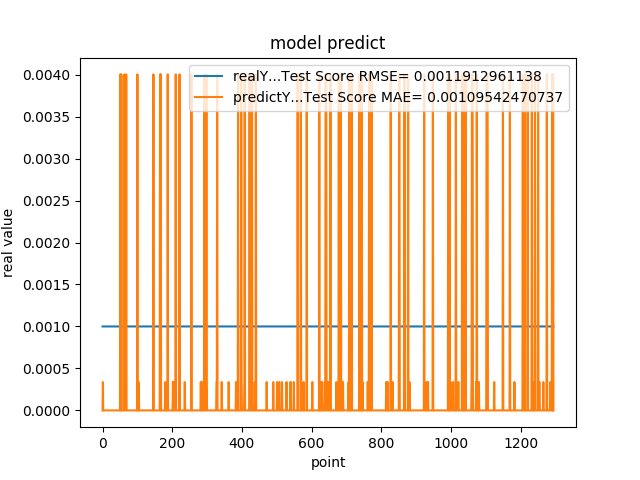 model predict
realY...Test Score RMSE= 0.0011912961138
predictY...Test Score MAE= 0.00109542470737
0.0040
0.0035
0.0030
0.0025
0.0020
0.0015
0.0010
0.0005
0.0000
real value
0 200 400 600 800 1000 1200
point